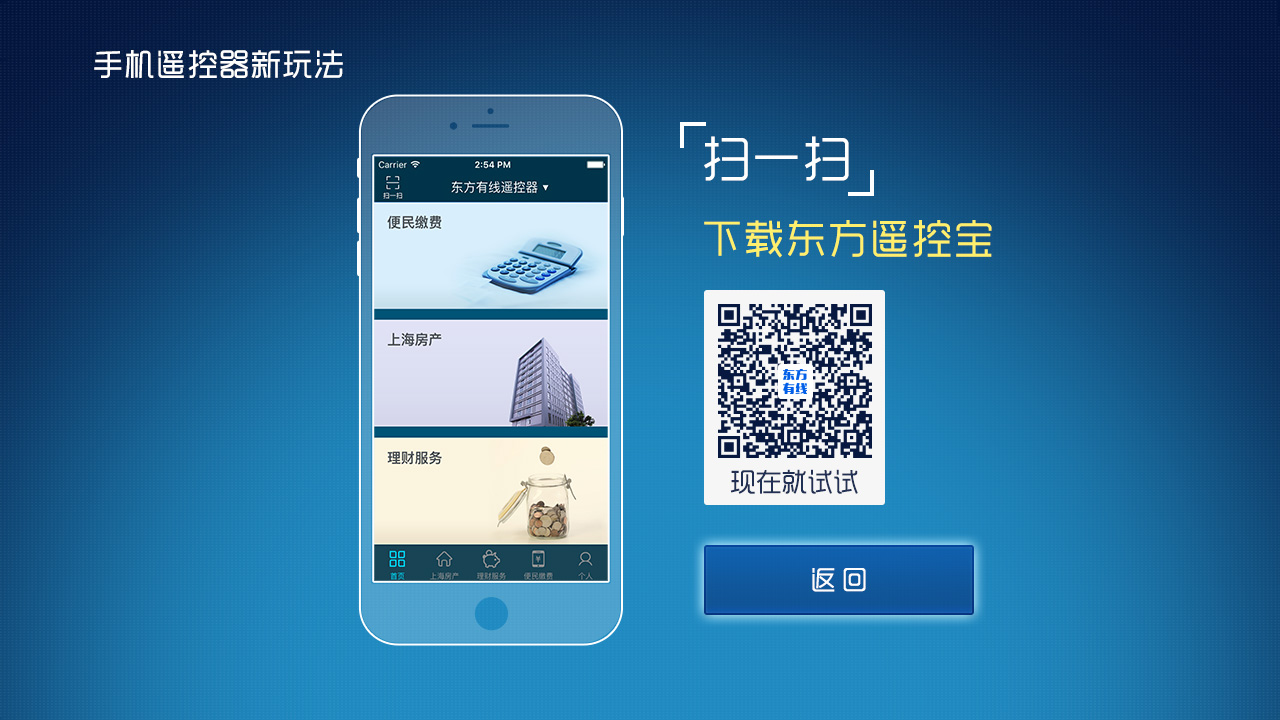 手机遥控器新玩法
Carrier 2:54 PM
扫一扫
东方有线遥控器 ▼
便民缴费
上海房产
理财服务
首页 上海房产 理财服务 便民缴费 个人
扫一扫
下载东方遥控宝
东方
有线
现在就试试
返回